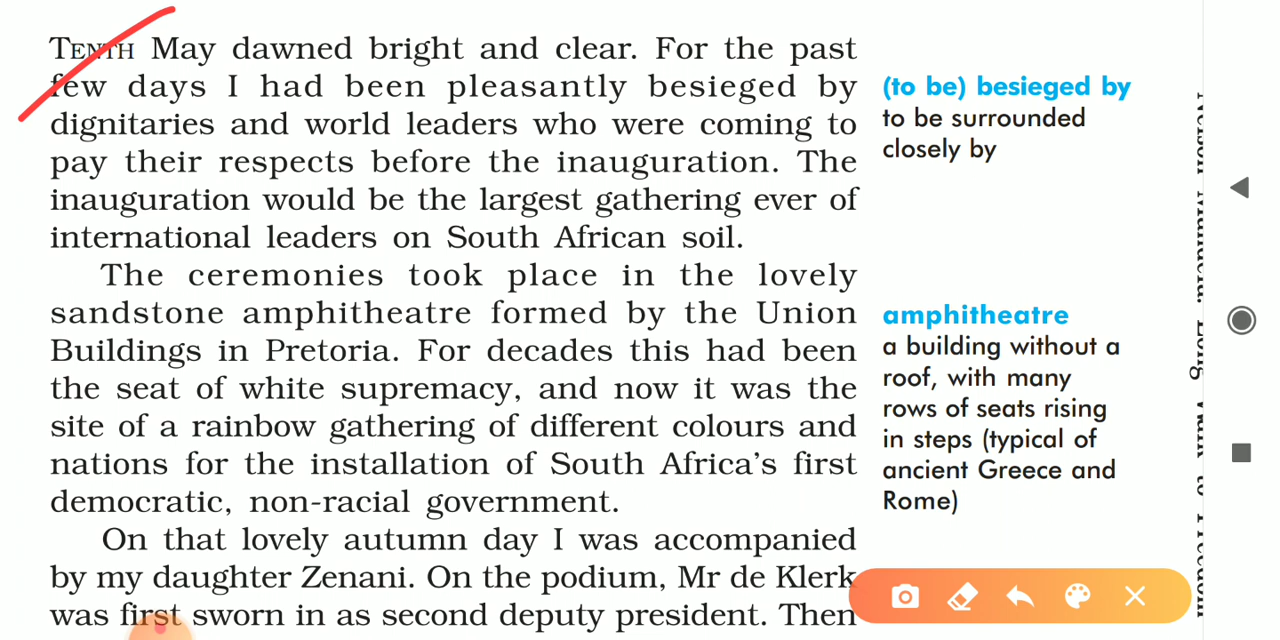 TENTH May dawned bright and clear. For the past
few days I had been pleasantly besieged by
dignitaries and world leaders who were coming to
pay their respects before the inauguration. The
inauguration would be the largest gathering ever of
international leaders on South African soil.
The ceremonies took place in the lovely
sandstone amphitheatre formed by the Union
Buildings in Pretoria. For decades this had been
the seat of white supremacy, and now it was the
site of a rainbow gathering of different colours and
nations for the installation of South Africa's first
democratic, non-racial government.
On that lovely autumn day I was accompanied
by my daughter Zenani. On the podium, Mr de Klerk
was first sworn in as second deputy president. Then
(to be) besieged by
to be surrounded
closely by
amphitheatre
a building without a
roof, with many
rows of seats rising
in steps (typical of
ancient Greece and
Rome)